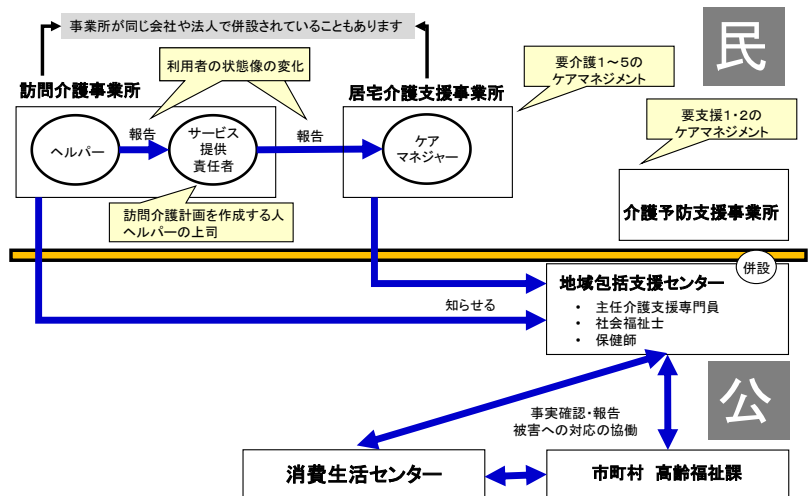 事業所が同じ会社や法人で併設されていることもあります
民
利用者の状態像の変化
要介護1～5の
ケアマネジメント
訪問介護事業所
居宅介護支援事業所
要支援1・2の
ケアマネジメント
ヘルパー
報告
サービス
提供
責任者
報告
ケア
マネジャー
介護予防支援事業所
訪問介護計画を作成する人
ヘルパーの上司
併設
地域包括支援センター
・ 主任介護支援専門員
・ 社会福祉士
・ 保健師
知らせる
公
事実確認・報告
被害への対応の協働
消費生活センター
市町村 高齢福祉課